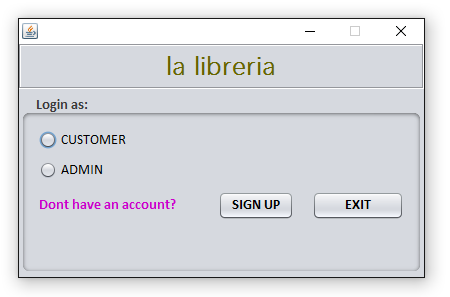 la libreria
Login as:
CUSTOMER
ADMIN
Dont have an account? SIGN UP EXIT